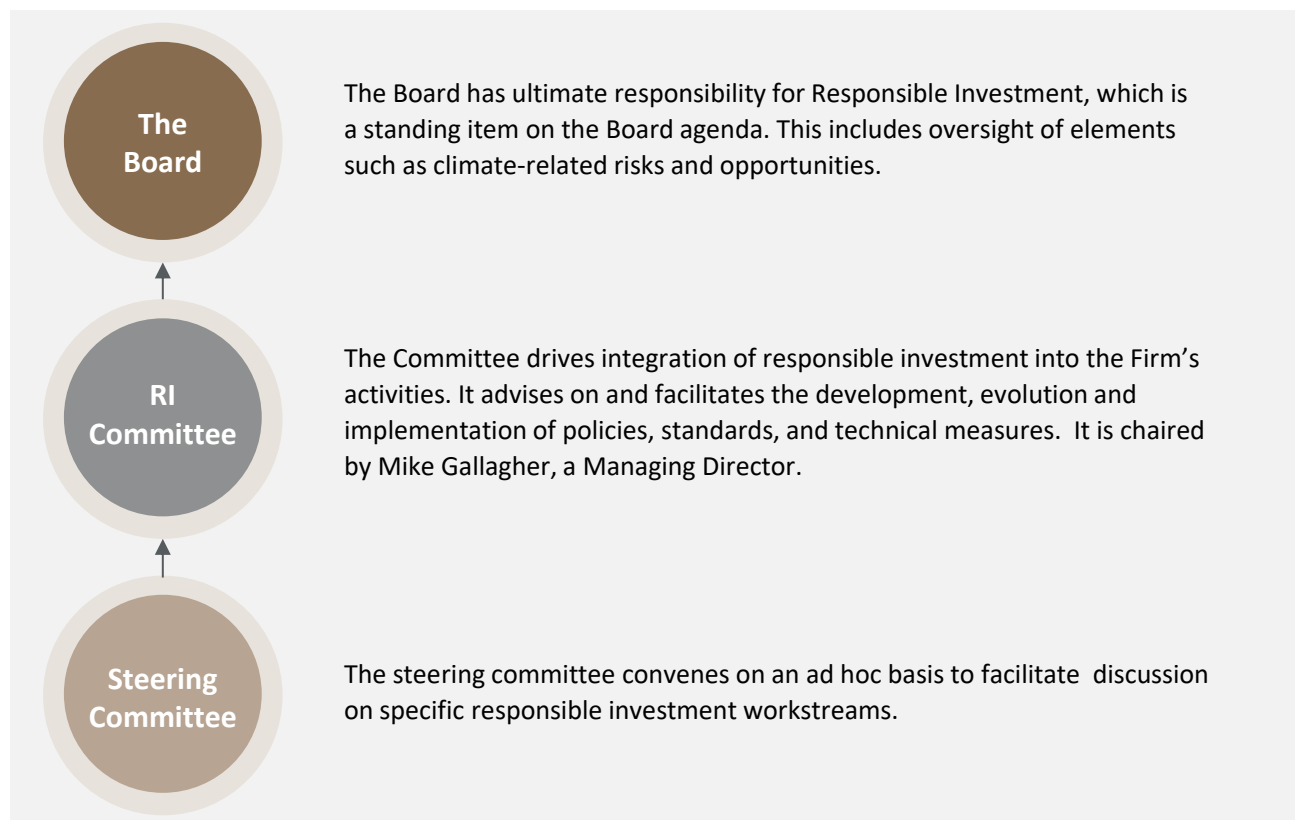 The
Board
The Board has ultimate responsibility for Responsible Investment, which is
a standing item on the Board agenda. This includes oversight of elements
such as climate-related risks and opportunities.
RI
Committee
The Committee drives integration of responsible investment into the Firm’s
activities. It advises on and facilitates the development, evolution and
implementation of policies, standards, and technical measures.  It is chaired
by Mike Gallagher, a Managing Director.
Steering
Committee
The steering committee convenes on an ad hoc basis to facilitate  discussion
on specific responsible investment workstreams.